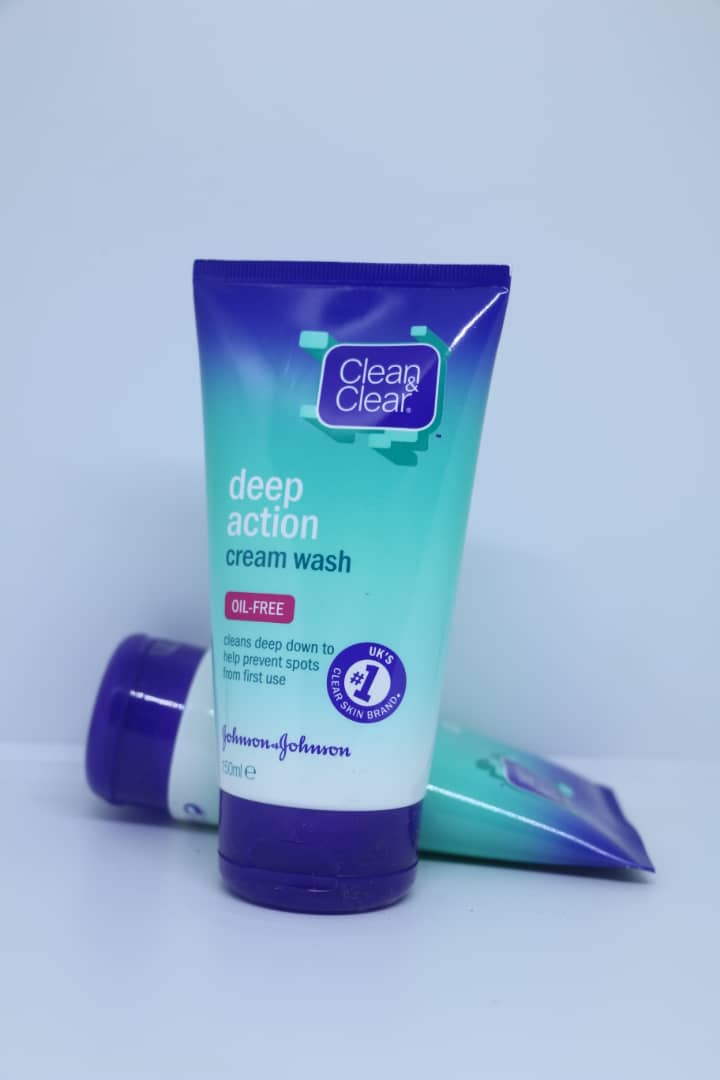 Clean
&
Clear®
deep
action
cream wash
OIL-FREE
cleans deep down to
help prevent spots
from first use
UK'S
#1
CLEAR SKIN BRAND
Johnson+Johnson
150ml ℮